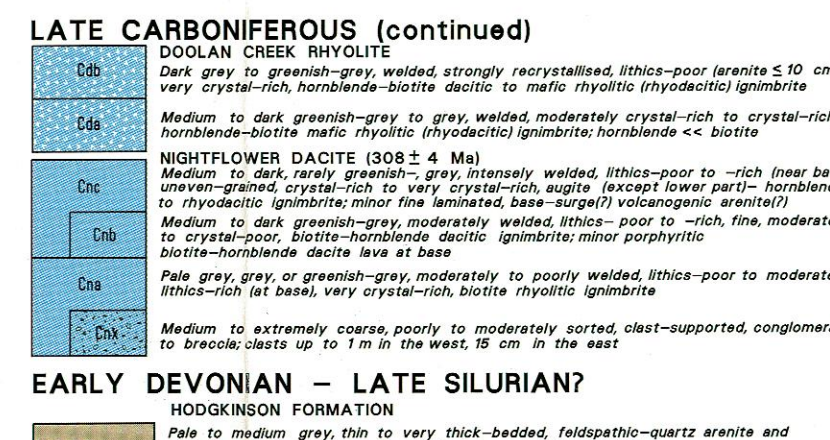 LATE CARBONIFEROUS (continued)
DOOLAN CREEK RHYOLITE
Cdb
Dark grey to greenish-grey, welded, strongly recrystallised, lithics-poor (arenite ≤ 10 cm
very crystal-rich, hornblende-biotite dacitic to mafic rhyolitic (rhyodacitic) ignimbrite
Cda
Medium to dark greenish-grey to grey, welded, moderately crystal-rich to crystal-rich
hornblende-biotite mafic rhyolitic (rhyodacitic) ignimbrite; hornblende << biotite
NIGHTFLOWER DACITE (308 ± 4 Ma)
Cnc
Medium to dark, rarely greenish-, grey, intensely welded, lithics-poor to -rich (near ba
uneven-grained, crystal-rich to very crystal-rich, augite (except lower part)- hornblend
to rhyodacitic ignimbrite; minor fine laminated, base-surge(?) volcanogenic arenite(?)
Cnb
Medium to dark greenish-grey, moderately welded, lithics- poor to -rich, fine, moderat
to crystal-poor, biotite-hornblende dacitic ignimbrite; minor porphyritic
biotite-hornblende dacite lava at base
Cna
Pale grey, grey, or greenish-grey, moderately to poorly welded, lithics-poor to moderat
lithics-rich (at base), very crystal-rich, biotite rhyolitic ignimbrite
Cnx
Medium to extremely coarse, poorly to moderately sorted, clast-supported, conglomer
to breccia; clasts up to 1 m in the west, 15 cm in the east
EARLY DEVONIAN - LATE SILURIAN?
HODGKINSON FORMATION
Pale to medium grey, thin to very thick-bedded, feldspathic-quartz arenite and